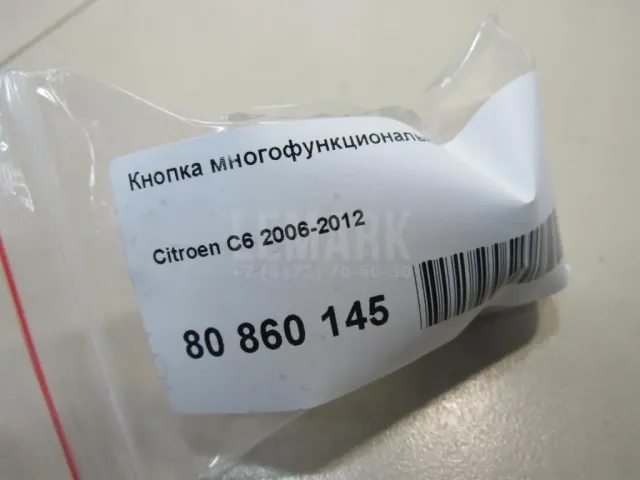 Кнопка многофункциональ
Citroen C6 2006-2012
LEMARK
80 860 145